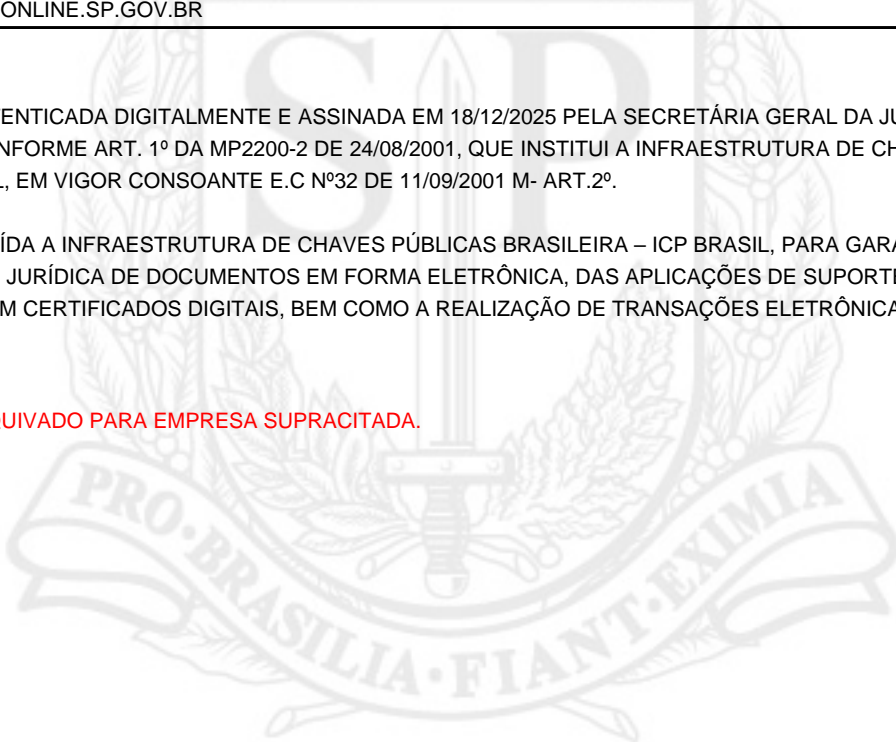 ONLINE.SP.GOV.BR
ENTICADA DIGITALMENTE E ASSINADA EM 18/12/2025 PELA SECRETÁRIA GERAL DA JU
NFORME ART. 1º DA MP2200-2 DE 24/08/2001, QUE INSTITUI A INFRAESTRUTURA DE CH
L, EM VIGOR CONSOANTE E.C Nº32 DE 11/09/2001 M- ART.2º.
ÍDA A INFRAESTRUTURA DE CHAVES PÚBLICAS BRASILEIRA – ICP BRASIL, PARA GARA
JURÍDICA DE DOCUMENTOS EM FORMA ELETRÔNICA, DAS APLICAÇÕES DE SUPORTE
M CERTIFICADOS DIGITAIS, BEM COMO A REALIZAÇÃO DE TRANSAÇÕES ELETRÔNICA
QUIVADO PARA EMPRESA SUPRACITADA.
SP
PRO·BRASILIA·FIANT·EXIMIA